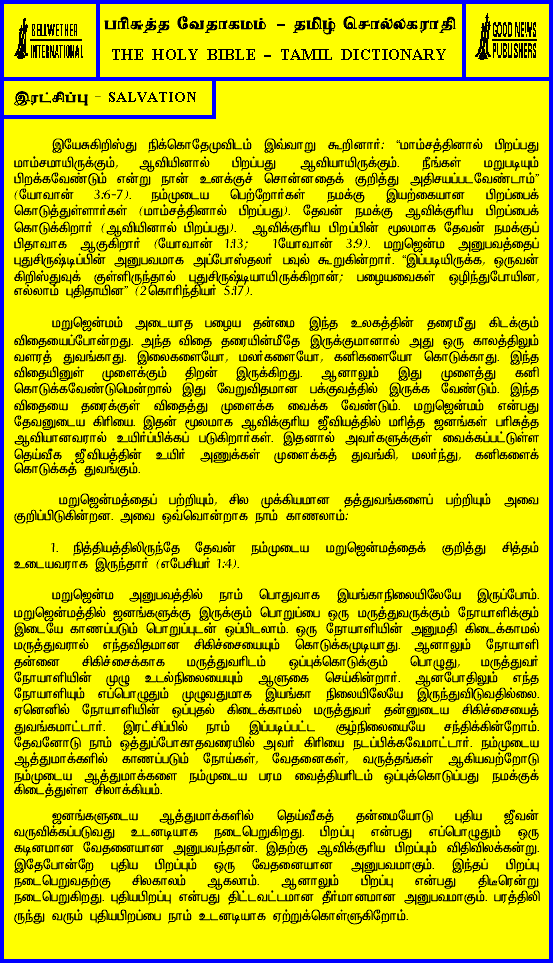 BELLWETHER
INTERNATIONAL
பரிசுத்த வேதாகமம் – தமிழ் சொல்லகராதி
THE HOLY BIBLE – TAMIL DICTIONARY
GOOD NEWS
PUBLISHERS
இரட்சிப்பு – SALVATION
இயேசுகிறிஸ்து நிக்கொதேமுவிடம் இவ்வாறு கூறினார்: “மாம்சத்தினால் பிறப்பது
மாம்சமாயிருக்கும், ஆவியினால் பிறப்பது ஆவியாயிருக்கும். நீங்கள் மறுபடியும்
பிறக்கவேண்டும் என்று நான் உனக்குச் சொன்னதைக் குறித்து அதிசயப்படவேண்டாம்”
(யோவான் 3:6-7). நம்முடைய பெற்றோர்கள் நமக்கு இயற்கையான பிறப்பைக்
கொடுத்துள்ளார்கள் (மாம்சத்தினால் பிறப்பது). தேவன் நமக்கு ஆவிக்குரிய பிறப்பைக்
கொடுக்கிறார் (ஆவியினால் பிறப்பது). ஆவிக்குரிய பிறப்பின் மூலமாக தேவன் நமக்குப்
பிதாவாக ஆகுகிறார் (யோவான் 1:13; 1யோவான் 3:9). மறுஜென்ம அனுபவத்தைப்
புதுசிருஷ்டிப்பின் அனுபவமாக அப்போஸ்தலர் பவுல் கூறுகின்றார். “இப்படியிருக்க, ஒருவன்
கிறிஸ்துவுக் குள்ளிருந்தால் புதுசிருஷ்டியாயிருக்கிறான்; பழையவைகள் ஒழிந்துபோயின,
எல்லாம் புதிதாயின” (2கொரிந்தியர் 5:17).
மறுஜென்மம் அடையாத பழைய தன்மை இந்த உலகத்தின் தரைமீது கிடக்கும்
விதையைப்போன்றது. அந்த விதை தரையின்மீதே இருக்குமானால் அது ஒரு காலத்திலும்
வளரத் துவங்காது. இலைகளையோ, மலர்களையோ, கனிகளையோ கொடுக்காது. இந்த
விதையினுள் முளைக்கும் திறன் இருக்கிறது. ஆனாலும் இது முளைத்து கனி
கொடுக்கவேண்டுமென்றால் இது வேறுவிதமான பக்குவத்தில் இருக்க வேண்டும். இந்த
விதையை தரைக்குள் விதைத்து முளைக்க வைக்க வேண்டும். மறுஜென்மம் என்பது
தேவனுடைய கிரியை. இதன் மூலமாக ஆவிக்குரிய ஜீவியத்தில் மரித்த ஜனங்கள் பரிசுத்த
ஆவியானவரால் உயிர்ப்பிக்கப் படுகிறார்கள். இதனால் அவர்களுக்குள் வைக்கப்பட்டுள்ள
தெய்வீக ஜீவியத்தின் உயிர் அணுக்கள் முளைக்கத் துவங்கி, மலர்ந்து, கனிகளைக்
கொடுக்கத் துவங்கும்.
மறுஜென்மத்தைப் பற்றியும், சில முக்கியமான தத்துவங்களைப் பற்றியும் அவை
குறிப்பிடுகின்றன. அவை ஒவ்வொன்றாக நாம் காணலாம்:
1. நித்தியத்திலிருந்தே தேவன் நம்முடைய மறுஜென்மத்தைக் குறித்து சித்தம்
உடையவராக இருந்தார் (எபேசியர் 1:4).
மறுஜென்ம அனுபவத்தில் நாம் பொதுவாக இயங்காநிலையிலேயே இருப்போம்.
மறுஜென்மத்தில் ஜனங்களுக்கு இருக்கும் பொறுப்பை ஒரு மருத்துவருக்கும் நோயாளிக்கும்
இடையே காணப்படும் பொறுப்புடன் ஒப்பிடலாம். ஒரு நோயாளியின் அனுமதி கிடைக்காமல்
மருத்துவரால் எந்தவிதமான சிகிச்சையையும் கொடுக்கமுடியாது. ஆனாலும் நோயாளி
தன்னை சிகிச்சைக்காக மருத்துவரிடம் ஒப்புக்கொடுக்கும் பொழுது, மருத்துவர்
நோயாளியின் முழு உடல்நிலையையும் ஆளுகை செய்கின்றார். ஆனபோதிலும் எந்த
நோயாளியும் எப்பொழுதும் முழுவதுமாக இயங்கா நிலையிலேயே இருந்துவிடுவதில்லை.
ஏனெனில் நோயாளியின் ஒப்புதல் கிடைக்காமல் மருத்துவர் தன்னுடைய சிகிச்சையைத்
துவங்கமாட்டார். இரட்சிப்பில் நாம் இப்படிப்பட்ட சூழ்நிலையையே சந்திக்கின்றோம்.
தேவனோடு நாம் ஒத்துப்போகாதவரையில் அவர் கிரியை நடப்பிக்கவேமாட்டார். நம்முடைய
ஆத்துமாக்களில் காணப்படும் நோய்கள், வேதனைகள், வருத்தங்கள் ஆகியவற்றோடு
நம்முடைய ஆத்துமாக்களை நம்முடைய பரம வைத்தியரிடம் ஒப்புக்கொடுப்பது நமக்குக்
கிடைத்துள்ள சிலாக்கியம்.
ஜனங்களுடைய ஆத்துமாக்களில் தெய்வீகத் தன்மையோடு புதிய ஜீவன்
வருவிக்கப்படுவது உடனடியாக நடைபெறுகிறது. பிறப்பு என்பது எப்பொழுதும் ஒரு
கடினமான வேதனையான அனுபவந்தான். இதற்கு ஆவிக்குரிய பிறப்பும் விதிவிலக்கன்று.
இதேபோன்றே புதிய பிறப்பும் ஒரு வேதனையான அனுபவமாகும். இந்தப் பிறப்பு
நடைபெறுவதற்கு சிலகாலம் ஆகலாம். ஆனாலும் பிறப்பு என்பது திடீரென்று
நடைபெறுகிறது. புதியபிறப்பு என்பது திட்டவட்டமான தீர்மானமான அனுபவமாகும். பரத்திலி
ருந்து வரும் புதியபிறப்பை நாம் உடனடியாக ஏற்றுக்கொள்ளுகிறோம்.